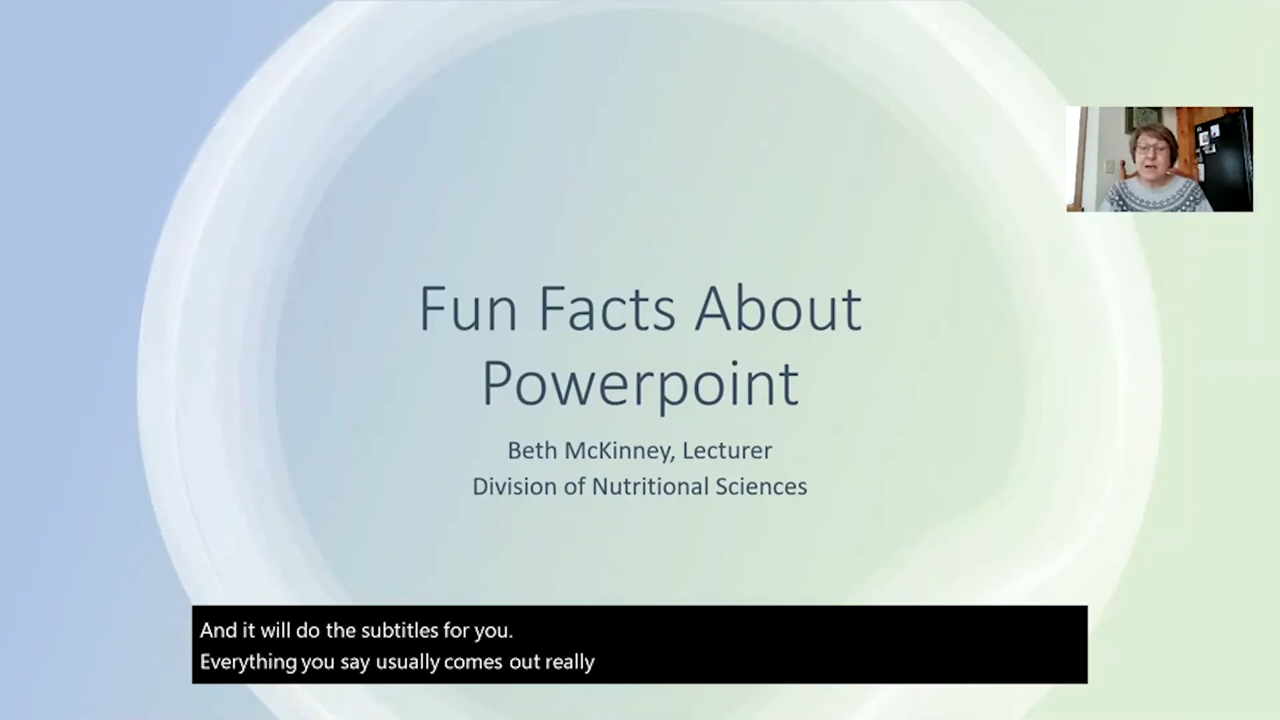 Fun Facts About
Powerpoint
Beth McKinney, Lecturer
Division of Nutritional Sciences
And it will do the subtitles for you.
Everything you say usually comes out really